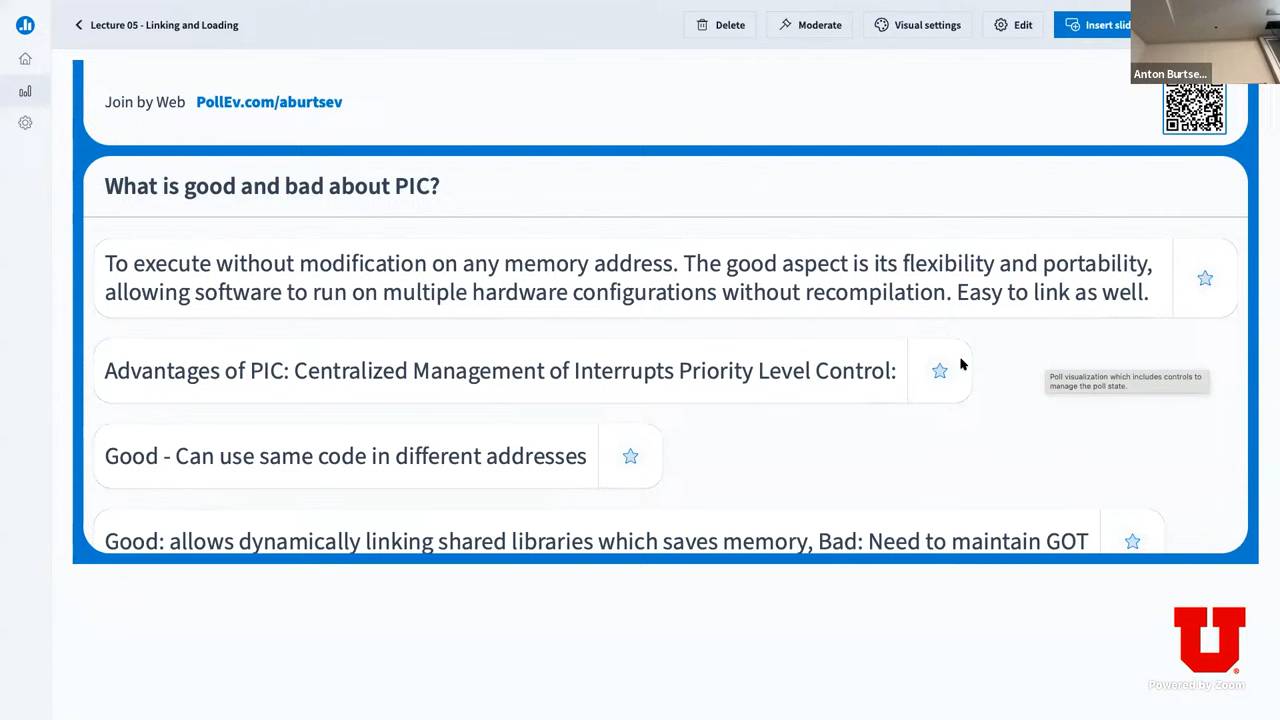 Lecture 05 - Linking and Loading
Delete
Moderate
Visual settings
Edit
Insert slid
Anton Burtse...
Join by Web PollEv.com/aburtsev
What is good and bad about PIC?
To execute without modification on any memory address. The good aspect is its flexibility and portability,
allowing software to run on multiple hardware configurations without recompilation. Easy to link as well.
Advantages of PIC: Centralized Management of Interrupts Priority Level Control:
Poll visualization which includes controls to
manage the poll state.
Good - Can use same code in different addresses
Good: allows dynamically linking shared libraries which saves memory, Bad: Need to maintain GOT
U
Powered by Zoom